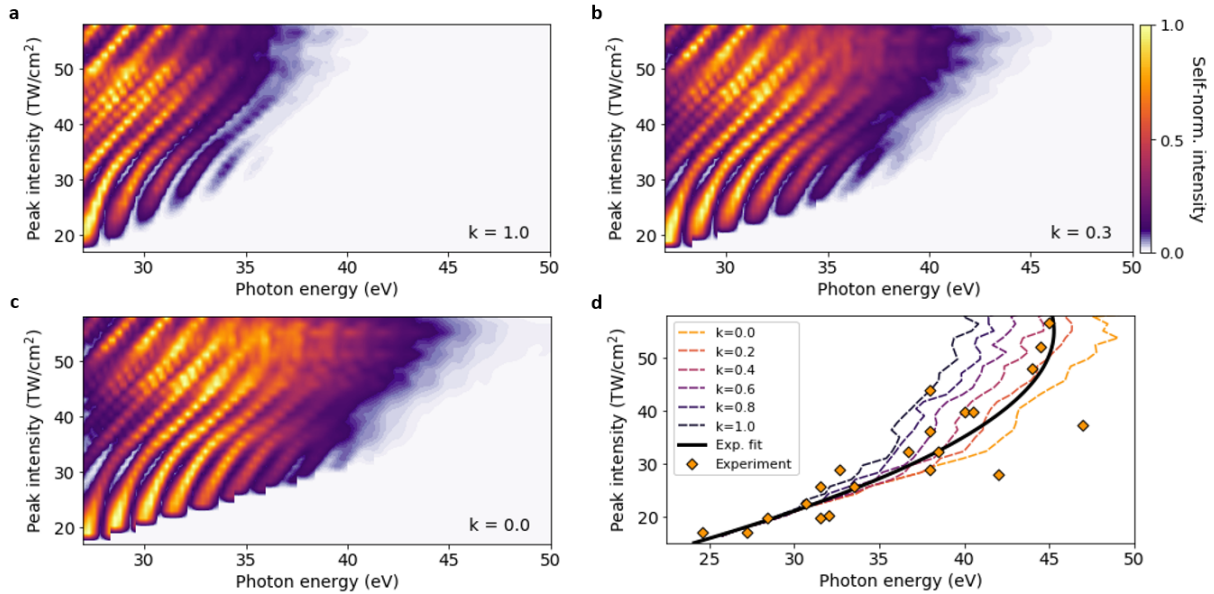 a
Peak intensity (TW/cm²)
50
40
30
20
k = 1.0
30 35 40 45 50
Photon energy (eV)
b
Peak intensity (TW/cm²)
50
40
30
20
k = 0.3
30 35 40 45 50
Photon energy (eV)
1.0
0.5
0.0
Self-norm. intensity
c
Peak intensity (TW/cm²)
50
40
30
20
k = 0.0
30 35 40 45 50
Photon energy (eV)
d
Peak intensity (TW/cm²)
50
40
30
20
k=0.0
k=0.2
k=0.4
k=0.6
k=0.8
k=1.0
Exp. fit
Experiment
25 30 35 40 45 50
Photon energy (eV)